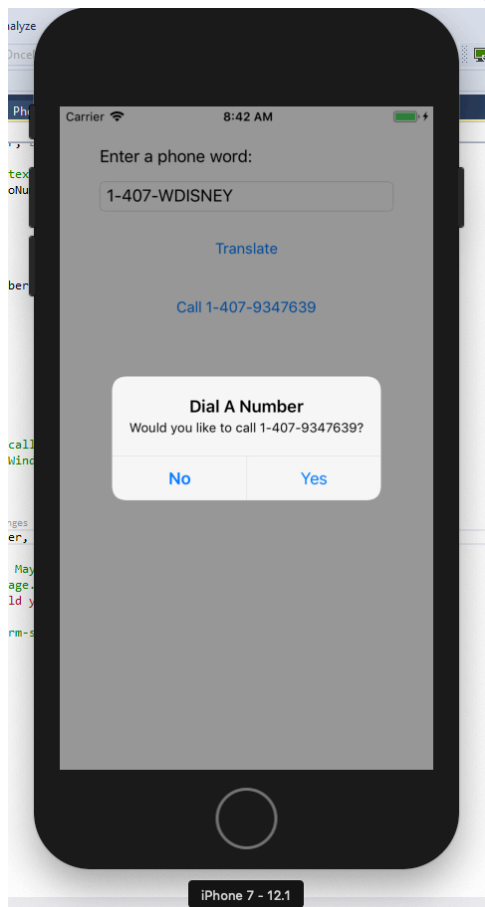 nalyze
Carrier
8:42 AM
Enter a phone word:
1-407-WDISNEY
Translate
Call 1-407-9347639
Dial A Number
Would you like to call 1-407-9347639?
No
Yes
iPhone 7 - 12.1